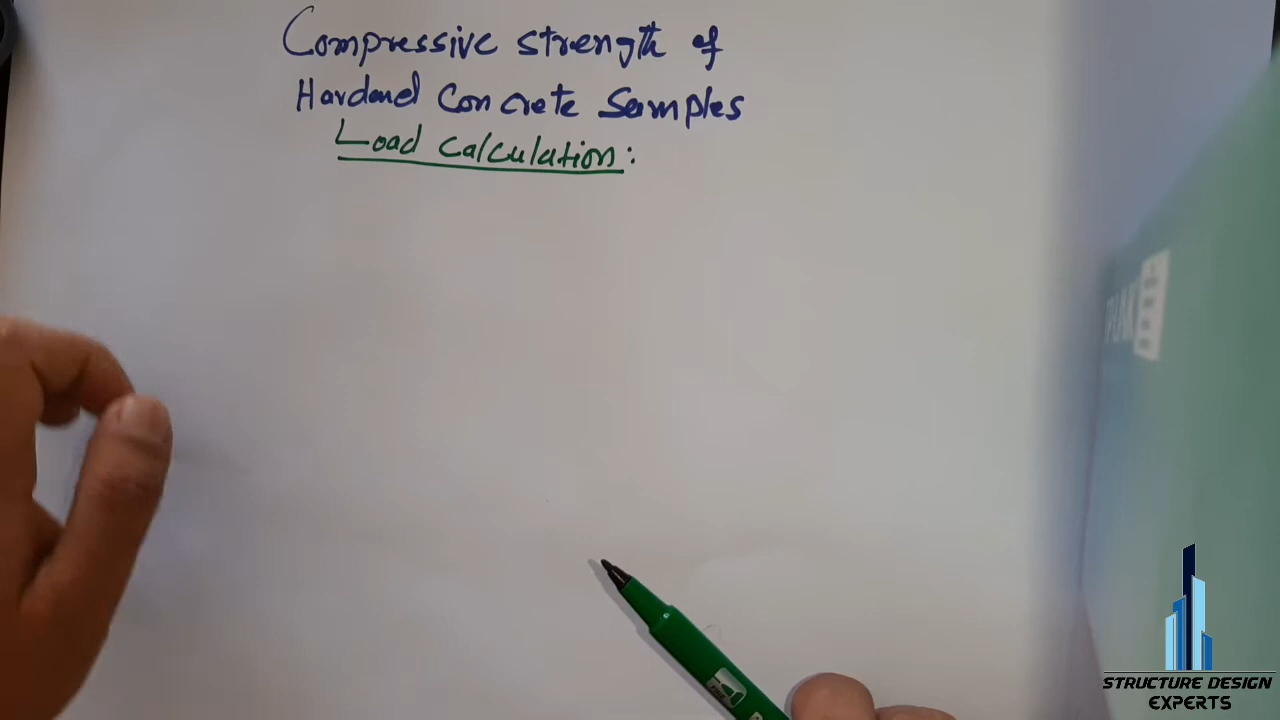 Compressive strength of
Hardened Concrete Samples
Load Calculation:
STRUCTURE DESIGN
EXPERTS